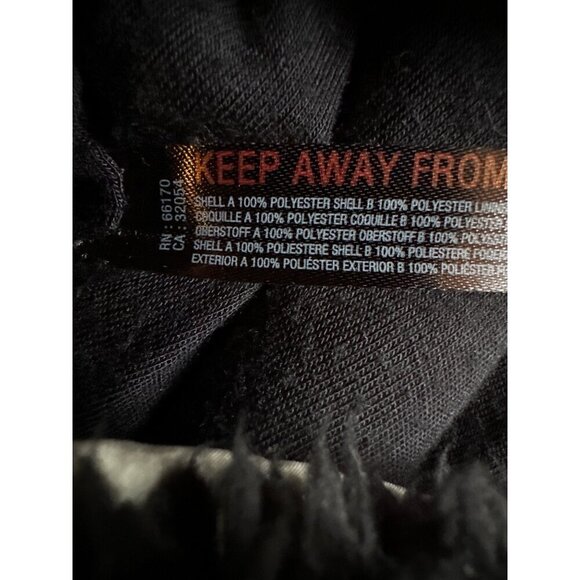 RN : 66170
CA : 32054
KEEP AWAY FROM
SHELL A 100% POLYESTER SHELL B 100% POLYESTER
COQUILLE A 100% POLYESTER COQUILLE B 100% POLYESTER
OBERSTOFF A 100% POLYESTER OBERSTOFF B 100% POLYESTER
SHELL A 100% POLIESTERE SHELL B 100% POLIESTERE
EXTERIOR A 100% POLIÉSTER EXTERIOR B 100% POLIÉSTER